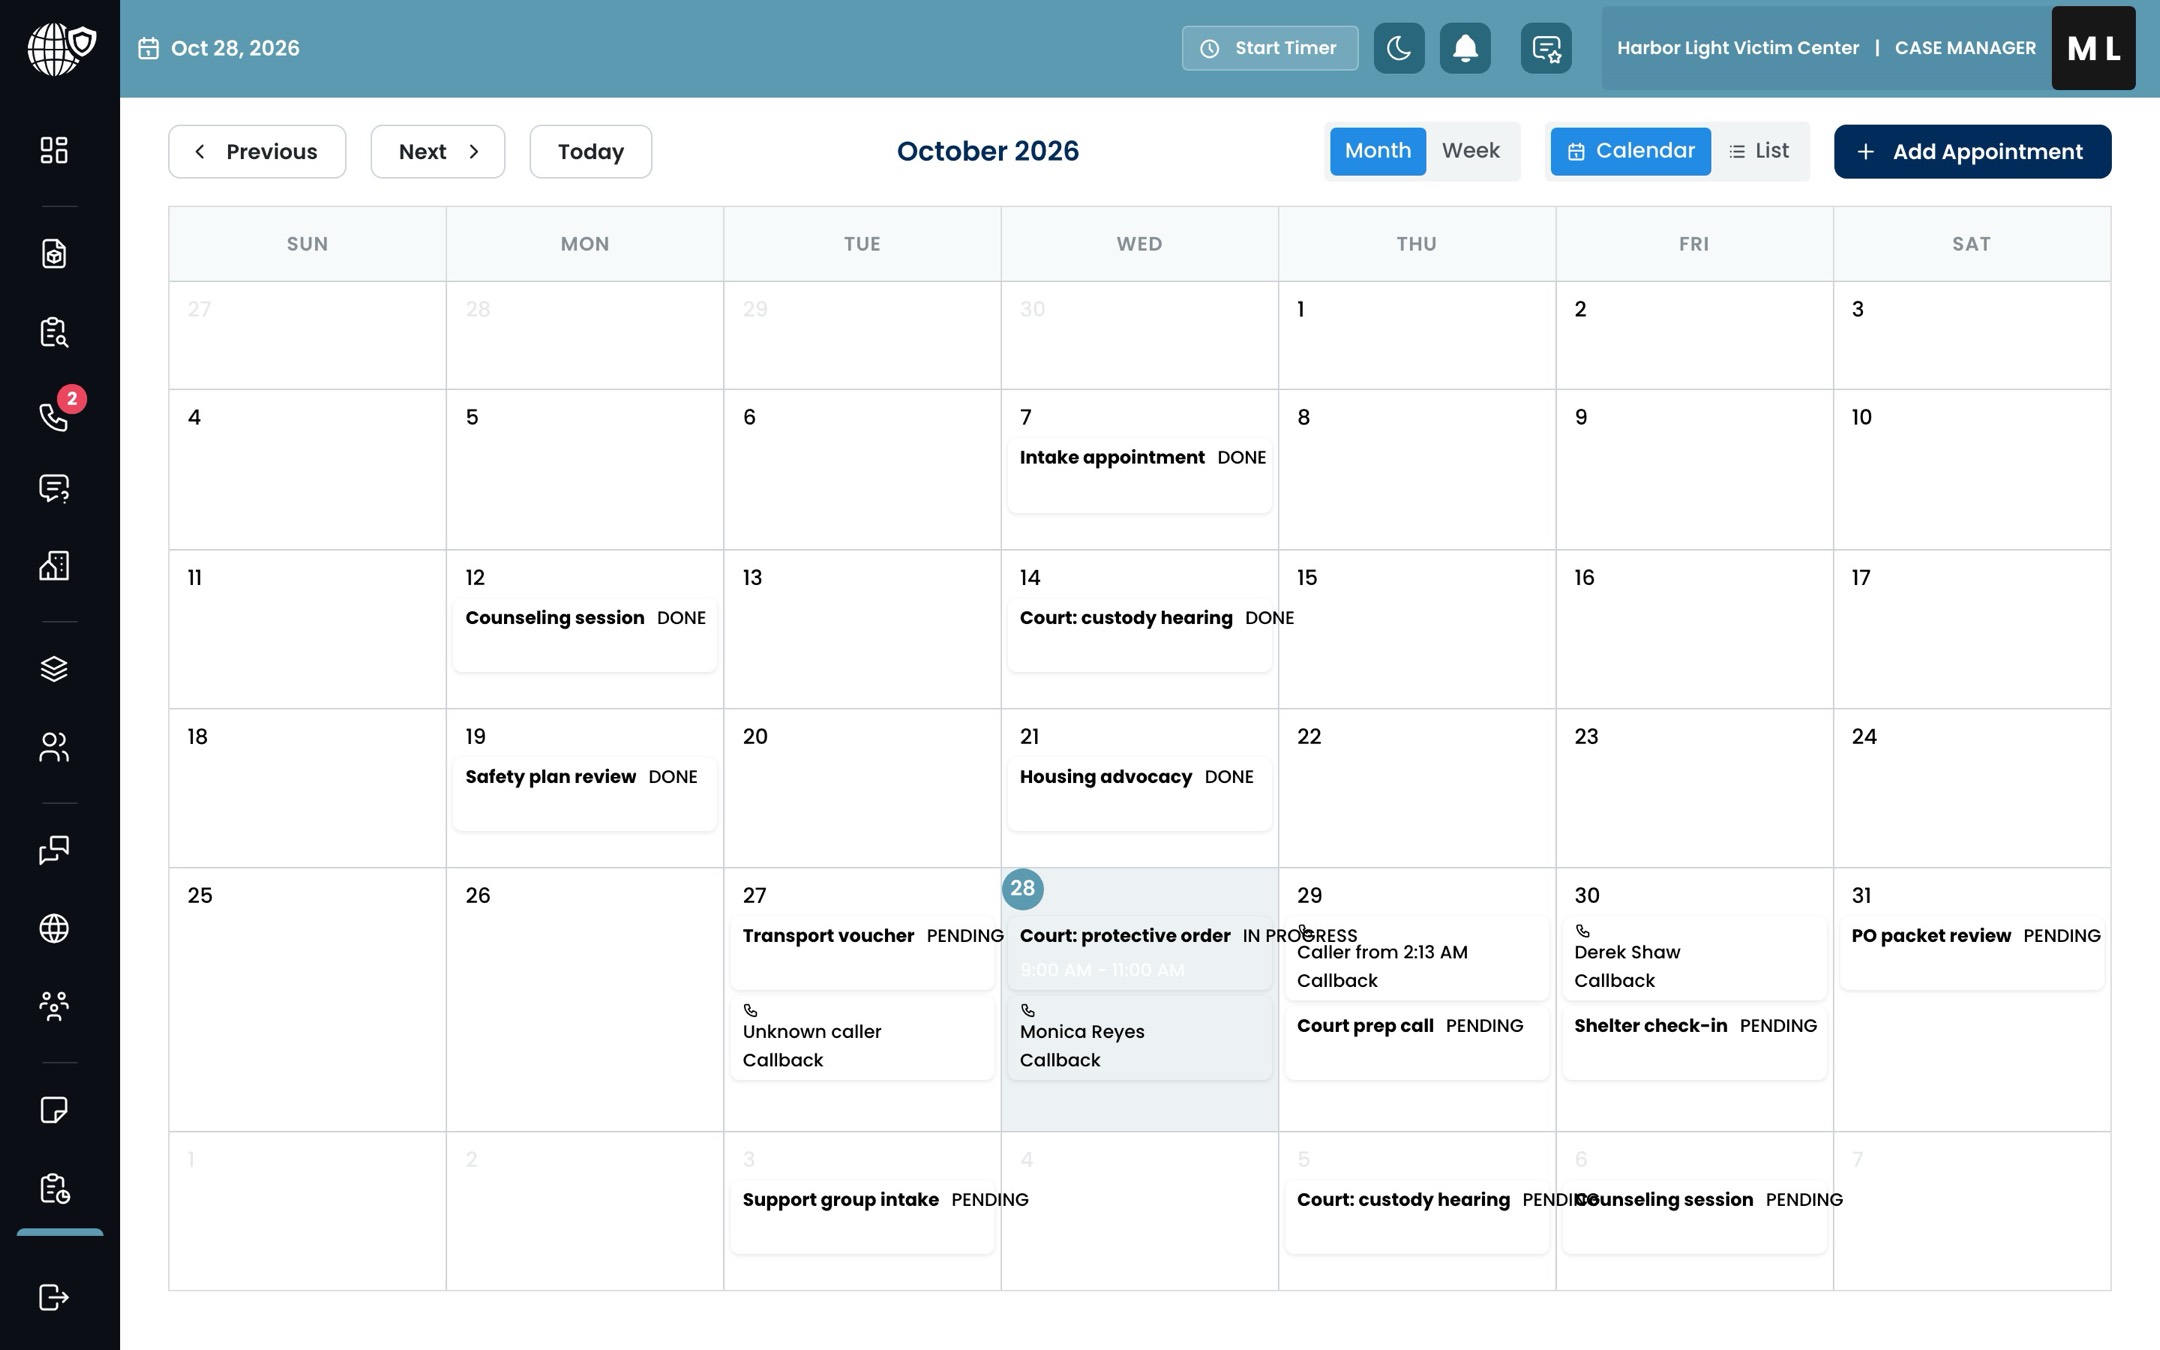 Oct 28, 2026
Start Timer
Harbor Light Victim Center | CASE MANAGER
M L
Previous
Next
Today
October 2026
Month
Week
Calendar
List
+ Add Appointment
2
SUN MON TUE WED THU FRI SAT
27 28 29 30 1 2 3
4 5 6 7 8 9 10
Intake appointment DONE
11 12 13 14 15 16 17
Counseling session DONE
Court: custody hearing DONE
18 19 20 21 22 23 24
Safety plan review DONE
Housing advocacy DONE
25 26 27 28 29 30 31
Transport voucher PENDING
Unknown caller
Callback
Court: protective order IN PROGRESS
9:00 AM - 11:00 AM
Monica Reyes
Callback
Caller from 2:13 AM
Callback
Court prep call PENDING
Derek Shaw
Callback
Shelter check-in PENDING
PO packet review PENDING
1 2 3 4 5 6 7
Support group intake PENDING
Court: custody hearing PENDING
Counseling session PENDING